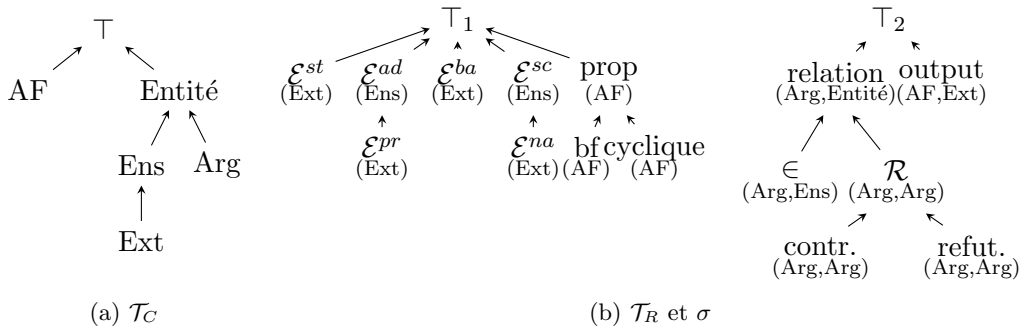 ⊤ ⊤₁ ⊤₂
AF Entité ℰˢᵗ ℰᵃᵈ ℰᵇᵃ ℰˢᶜ prop relation output
(Ext) (Ens) (Ext) (Ens) (AF) (Arg,Entité) (AF,Ext)
Ens Arg ℰᵖʳ ℰⁿᵃ bf cyclique ∈ ℛ
(Ext) (Ext) (AF) (AF) (Arg,Ens) (Arg,Arg)
Ext contr. refut.
(Arg,Arg) (Arg,Arg)
(a) 𝒯_C (b) 𝒯_R et σ